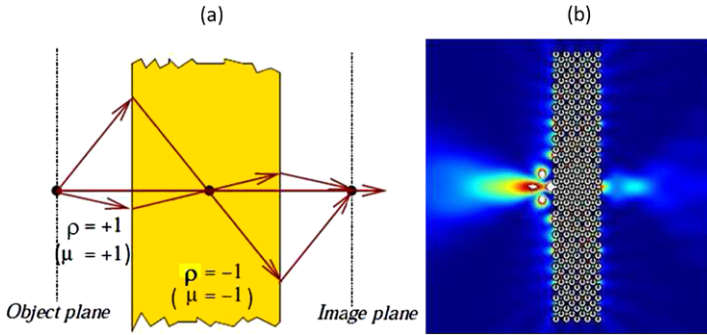 (a)
(b)
ρ = +1
( μ = +1)
ρ = −1
( μ = −1)
Object plane
Image plane